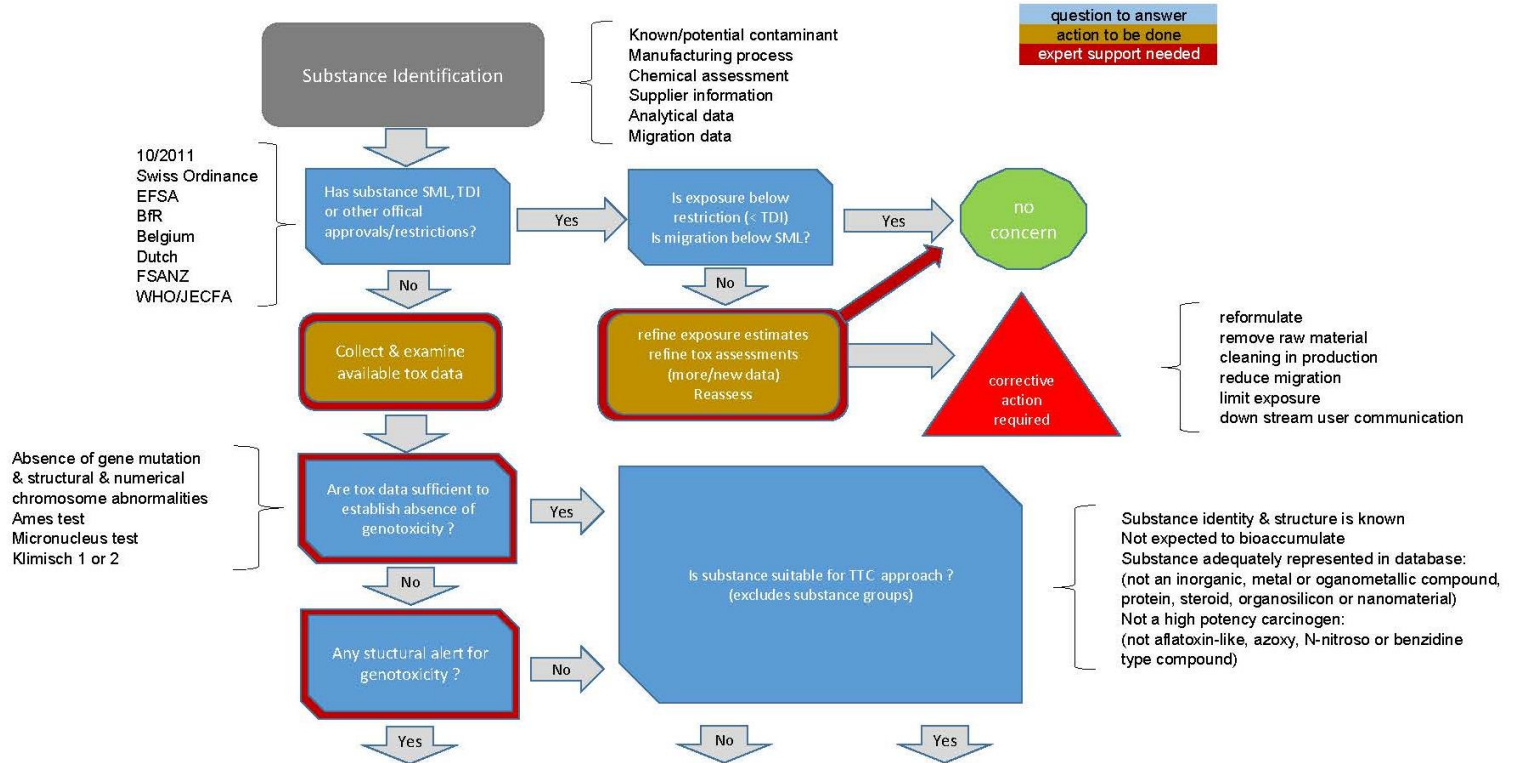 question to answer
action to be done
expert support needed
Substance Identification
Known/potential contaminant
Manufacturing process
Chemical assessment
Supplier information
Analytical data
Migration data
10/2011
Swiss Ordinance
EFSA
BfR
Belgium
Dutch
FSANZ
WHO/JECFA
Has substance SML, TDI
or other offical
approvals/restrictions?
Yes
Is exposure below
restriction (< TDI)
Is migration below SML?
Yes
no
concern
No
No
Collect & examine
available tox data
refine exposure estimates
refine tox assessments
(more/new data)
Reassess
corrective
action
required
reformulate
remove raw material
cleaning in production
reduce migration
limit exposure
down stream user communication
Absence of gene mutation
& structural & numerical
chromosome abnormalities
Ames test
Micronucleus test
Klimisch 1 or 2
Are tox data sufficient to
establish absence of
genotoxicity ?
Yes
Is substance suitable for TTC approach ?
(excludes substance groups)
Substance identity & structure is known
Not expected to bioaccumulate
Substance adequately represented in database:
(not an inorganic, metal or oganometallic compound,
protein, steroid, organosilicon or nanomaterial)
Not a high potency carcinogen:
(not aflatoxin-like, azoxy, N-nitroso or benzidine
type compound)
No
Any stuctural alert for
genotoxicity ?
No
Yes
No
Yes